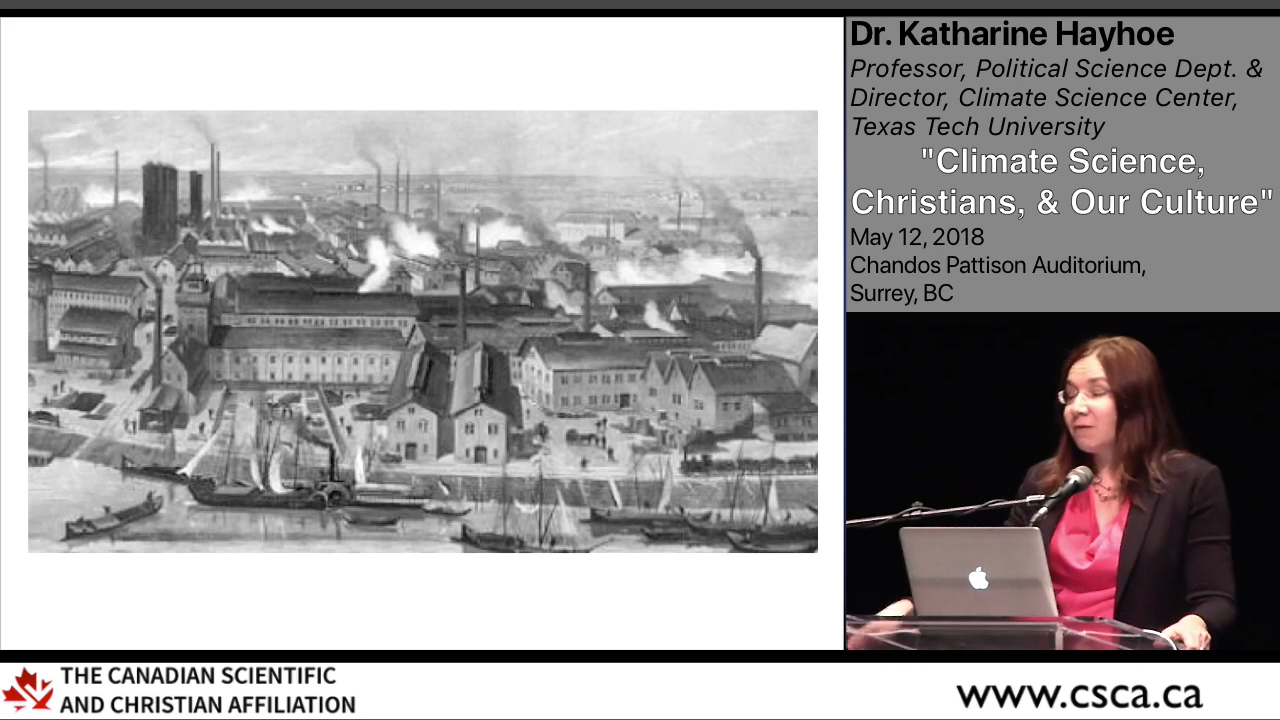 Dr. Katharine Hayhoe
Professor, Political Science Dept. &
Director, Climate Science Center,
Texas Tech University
"Climate Science,
Christians, & Our Culture"
May 12, 2018
Chandos Pattison Auditorium,
Surrey, BC
THE CANADIAN SCIENTIFIC
AND CHRISTIAN AFFILIATION
www.csca.ca